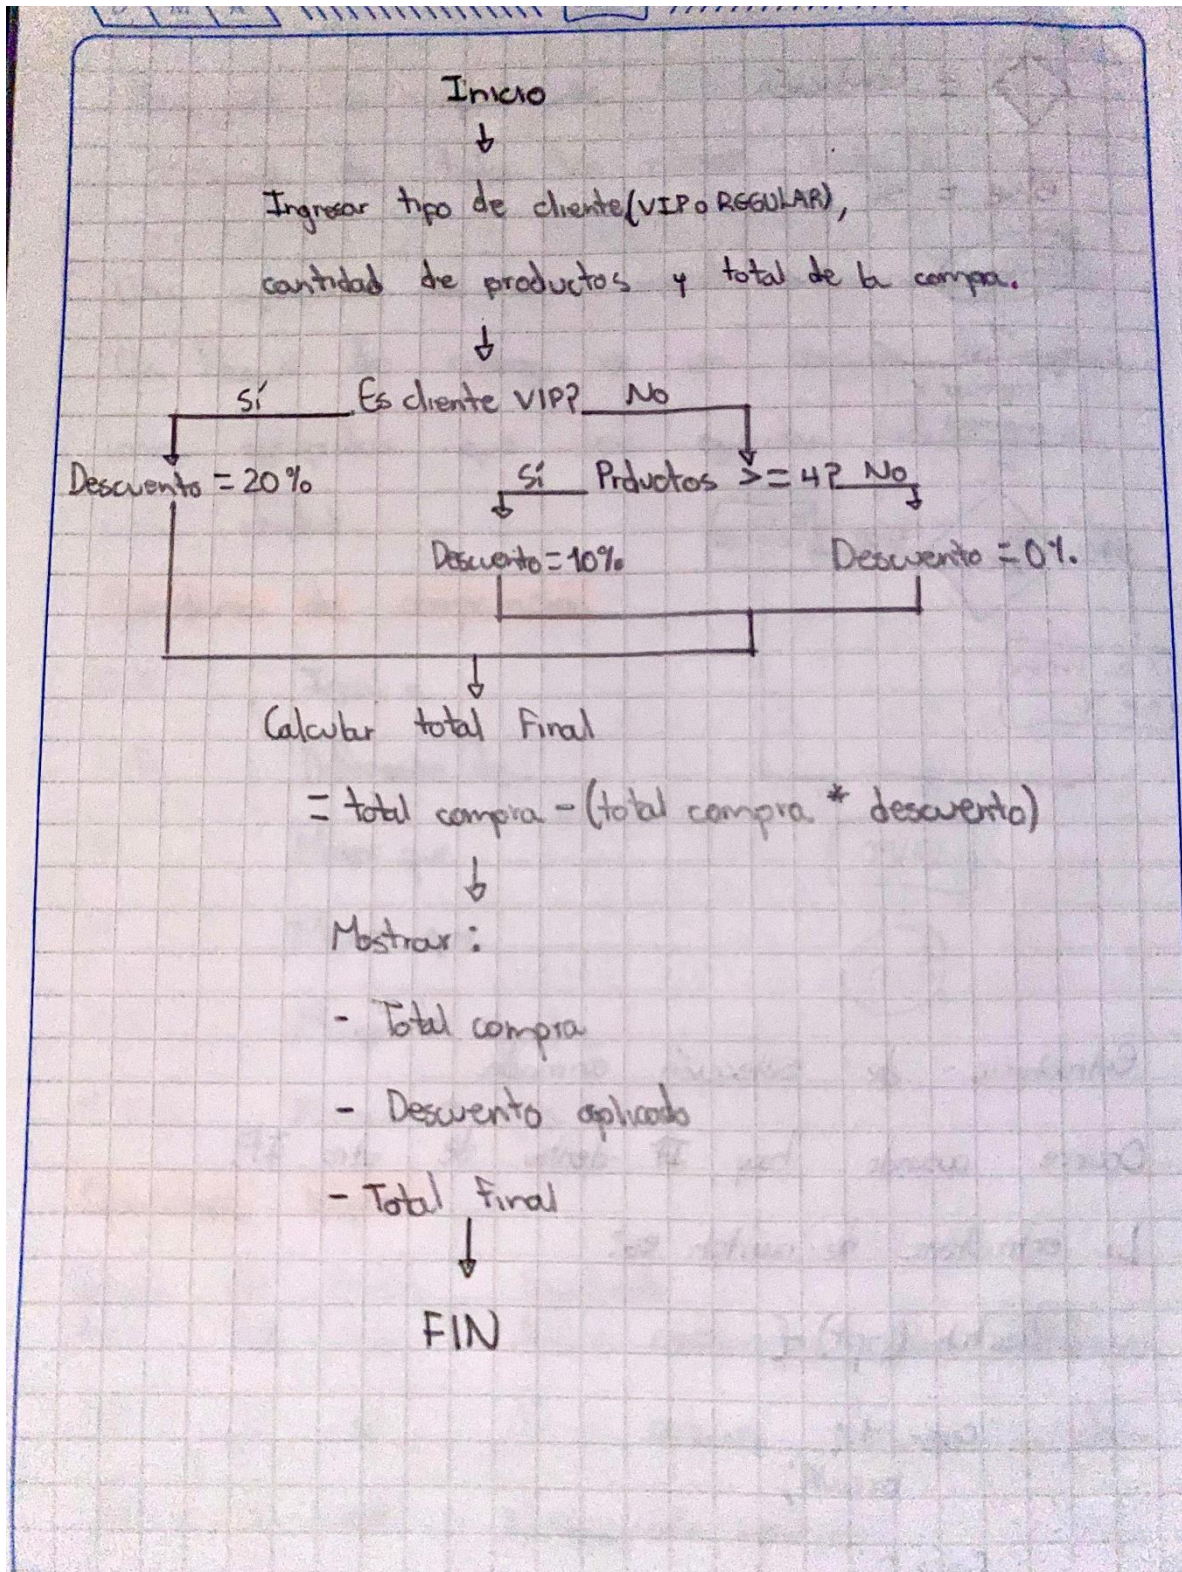 Inicio
Ingresar tipo de cliente (VIP o REGULAR),
cantidad de productos y total de la compra.
Sí Es cliente VIP? No
Descuento = 20% Sí Prductos >= 4? No
Descuento = 10% Descuento = 0%.
Calcular total Final
= total compra - (total compra * descuento)
Mostrar :
- Total compra
- Descuento aplicado
- Total Final
FIN